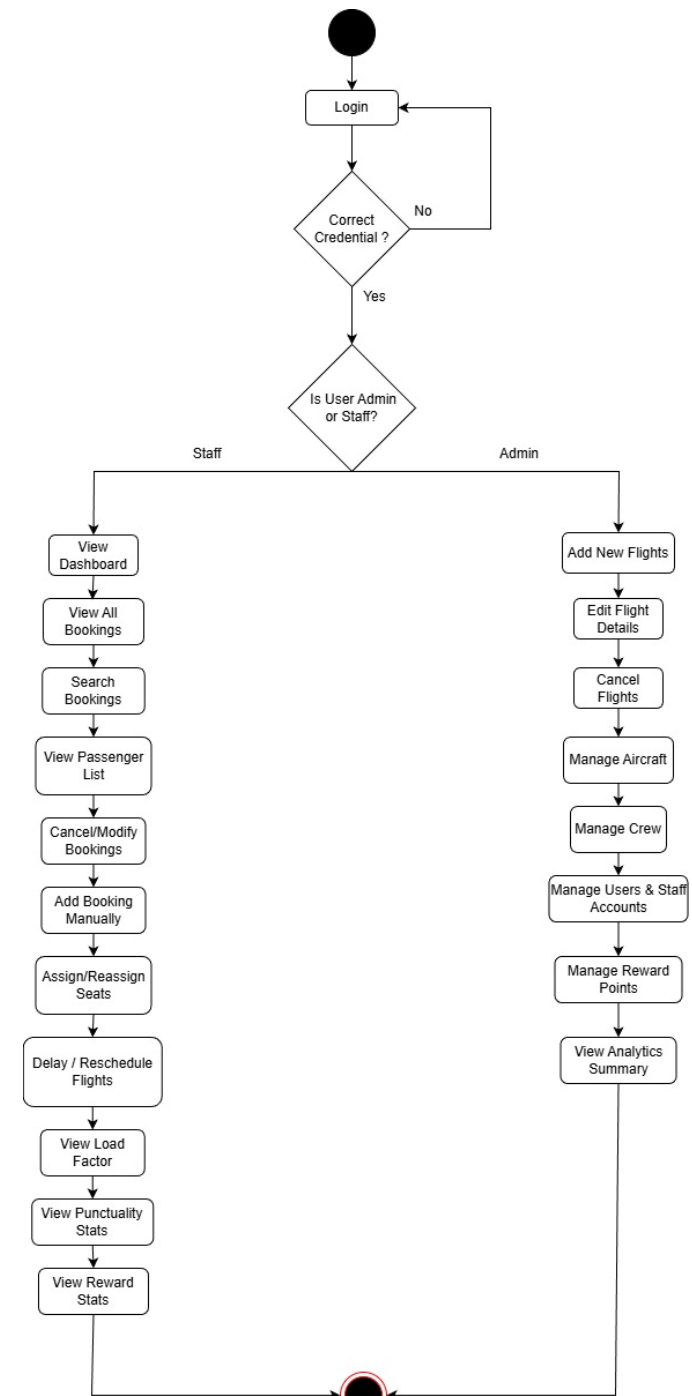 Login
Correct
Credential ?
No
Yes
Is User Admin
or Staff?
Staff
Admin
View
Dashboard
View All
Bookings
Search
Bookings
View Passenger
List
Cancel/Modify
Bookings
Add Booking
Manually
Assign/Reassign
Seats
Delay / Reschedule
Flights
View Load
Factor
View Punctuality
Stats
View Reward
Stats
Add New Flights
Edit Flight
Details
Cancel
Flights
Manage Aircraft
Manage Crew
Manage Users & Staff
Accounts
Manage Reward
Points
View Analytics
Summary